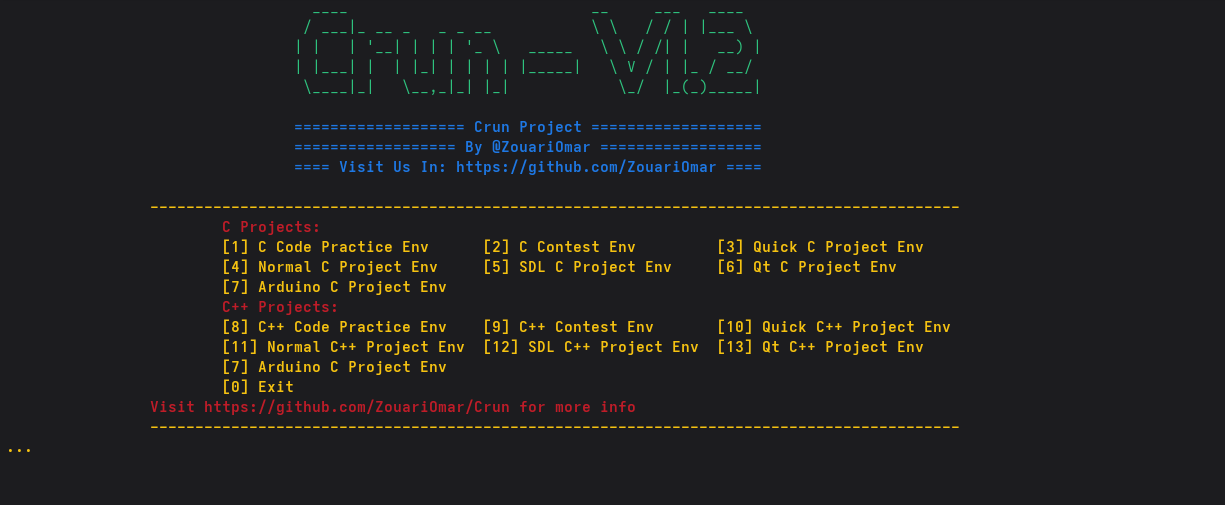 Crun - V1.2
=================== Crun Project ===================
================== By @ZouariOmar ==================
==== Visit Us In: https://github.com/ZouariOmar ====
------------------------------------------------------------------------------------------
C Projects:
[1] C Code Practice Env [2] C Contest Env [3] Quick C Project Env
[4] Normal C Project Env [5] SDL C Project Env [6] Qt C Project Env
[7] Arduino C Project Env
C++ Projects:
[8] C++ Code Practice Env [9] C++ Contest Env [10] Quick C++ Project Env
[11] Normal C++ Project Env [12] SDL C++ Project Env [13] Qt C++ Project Env
[7] Arduino C Project Env
[0] Exit
Visit https://github.com/ZouariOmar/Crun for more info
------------------------------------------------------------------------------------------
...